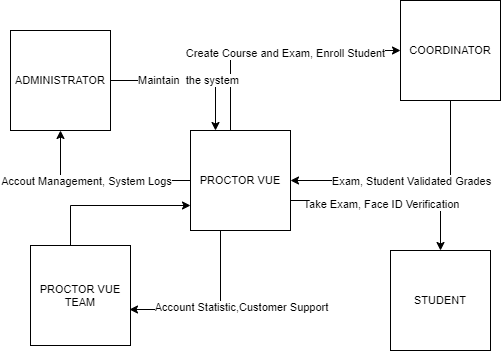 Create Course and Exam, Enroll Student
COORDINATOR
ADMINISTRATOR
Maintain the system
Accout Management, System Logs
PROCTOR VUE
Exam, Student Validated Grades
Take Exam, Face ID Verification
PROCTOR VUE
TEAM
Account Statistic,Customer Support
STUDENT